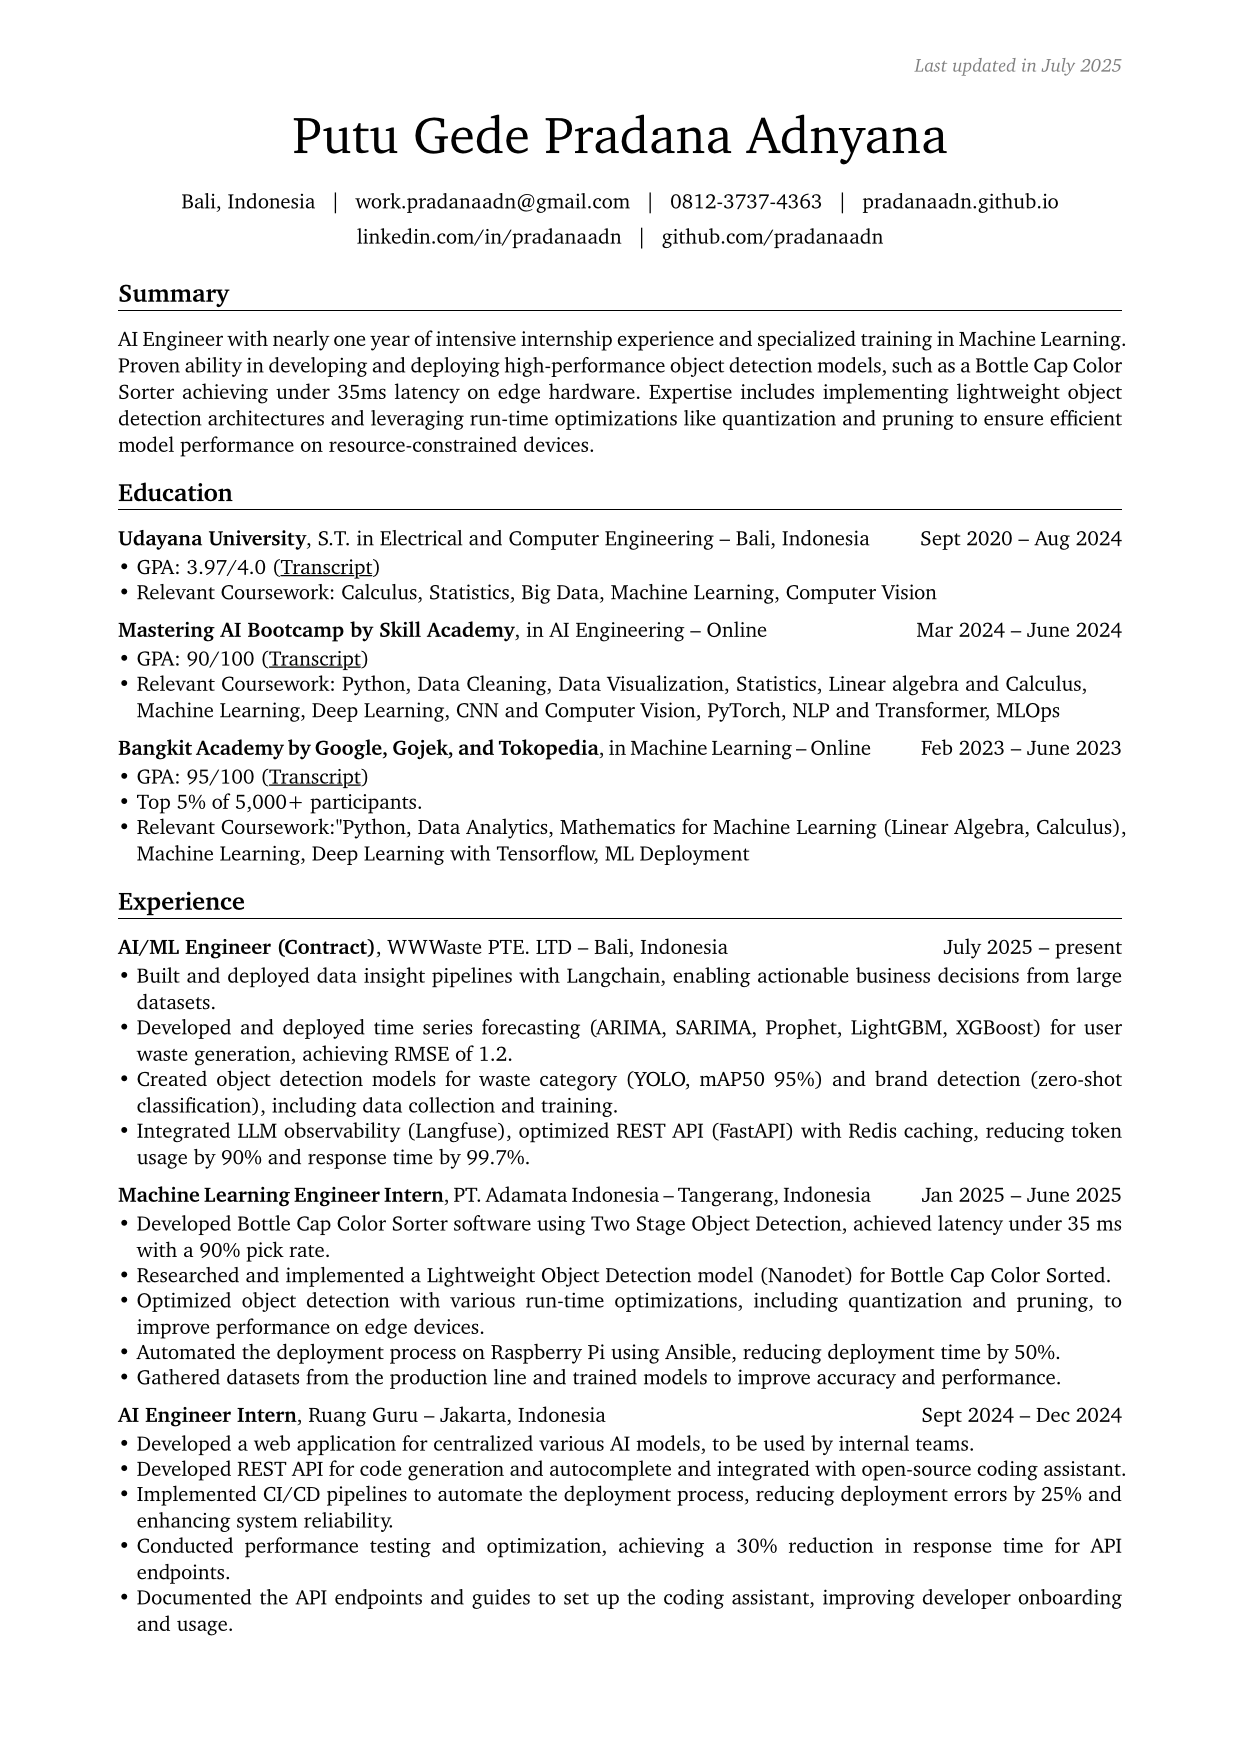 Last updated in July 2025
Putu Gede Pradana Adnyana
Bali, Indonesia | work.pradanaadn@gmail.com | 0812-3737-4363 | pradanaadn.github.io
linkedin.com/in/pradanaadn | github.com/pradanaadn
Summary
AI Engineer with nearly one year of intensive internship experience and specialized training in Machine Learning.
Proven ability in developing and deploying high-performance object detection models, such as a Bottle Cap Color
Sorter achieving under 35ms latency on edge hardware. Expertise includes implementing lightweight object
detection architectures and leveraging run-time optimizations like quantization and pruning to ensure efficient
model performance on resource-constrained devices.
Education
Udayana University, S.T. in Electrical and Computer Engineering – Bali, Indonesia Sept 2020 – Aug 2024
• GPA: 3.97/4.0 (Transcript)
• Relevant Coursework: Calculus, Statistics, Big Data, Machine Learning, Computer Vision
Mastering AI Bootcamp by Skill Academy, in AI Engineering – Online Mar 2024 – June 2024
• GPA: 90/100 (Transcript)
• Relevant Coursework: Python, Data Cleaning, Data Visualization, Statistics, Linear algebra and Calculus,
Machine Learning, Deep Learning, CNN and Computer Vision, PyTorch, NLP and Transformer, MLOps
Bangkit Academy by Google, Gojek, and Tokopedia, in Machine Learning – Online Feb 2023 – June 2023
• GPA: 95/100 (Transcript)
• Top 5% of 5,000+ participants.
• Relevant Coursework:"Python, Data Analytics, Mathematics for Machine Learning (Linear Algebra, Calculus),
Machine Learning, Deep Learning with Tensorflow, ML Deployment
Experience
AI/ML Engineer (Contract), WWWaste PTE. LTD – Bali, Indonesia July 2025 – present
• Built and deployed data insight pipelines with Langchain, enabling actionable business decisions from large
datasets.
• Developed and deployed time series forecasting (ARIMA, SARIMA, Prophet, LightGBM, XGBoost) for user
waste generation, achieving RMSE of 1.2.
• Created object detection models for waste category (YOLO, mAP50 95%) and brand detection (zero-shot
classification), including data collection and training.
• Integrated LLM observability (Langfuse), optimized REST API (FastAPI) with Redis caching, reducing token
usage by 90% and response time by 99.7%.
Machine Learning Engineer Intern, PT. Adamata Indonesia – Tangerang, Indonesia Jan 2025 – June 2025
• Developed Bottle Cap Color Sorter software using Two Stage Object Detection, achieved latency under 35 ms
with a 90% pick rate.
• Researched and implemented a Lightweight Object Detection model (Nanodet) for Bottle Cap Color Sorted.
• Optimized object detection with various run-time optimizations, including quantization and pruning, to
improve performance on edge devices.
• Automated the deployment process on Raspberry Pi using Ansible, reducing deployment time by 50%.
• Gathered datasets from the production line and trained models to improve accuracy and performance.
AI Engineer Intern, Ruang Guru – Jakarta, Indonesia Sept 2024 – Dec 2024
• Developed a web application for centralized various AI models, to be used by internal teams.
• Developed REST API for code generation and autocomplete and integrated with open-source coding assistant.
• Implemented CI/CD pipelines to automate the deployment process, reducing deployment errors by 25% and
enhancing system reliability.
• Conducted performance testing and optimization, achieving a 30% reduction in response time for API
endpoints.
• Documented the API endpoints and guides to set up the coding assistant, improving developer onboarding
and usage.